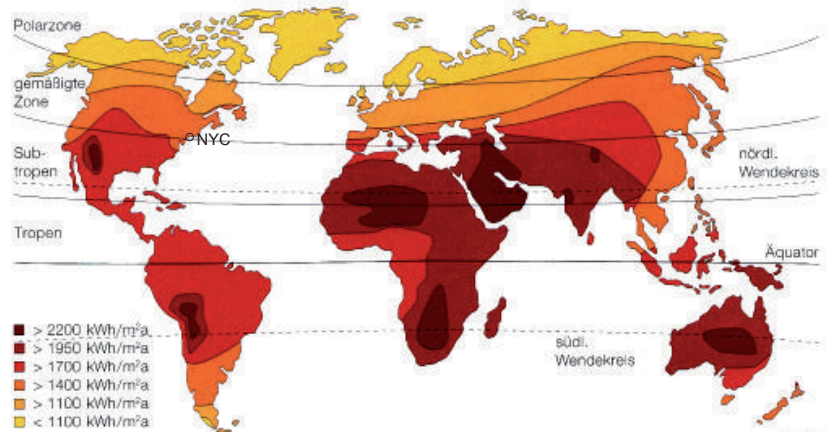 Polarzone
gemäßigte
Zone
NYC
Sub-
tropen
nördl.
Wendekreis
Tropen
Äquator
> 2200 kWh/m²a
> 1950 kWh/m²a
> 1700 kWh/m²a
> 1400 kWh/m²a
> 1100 kWh/m²a
< 1100 kWh/m²a
südl.
Wendekreis